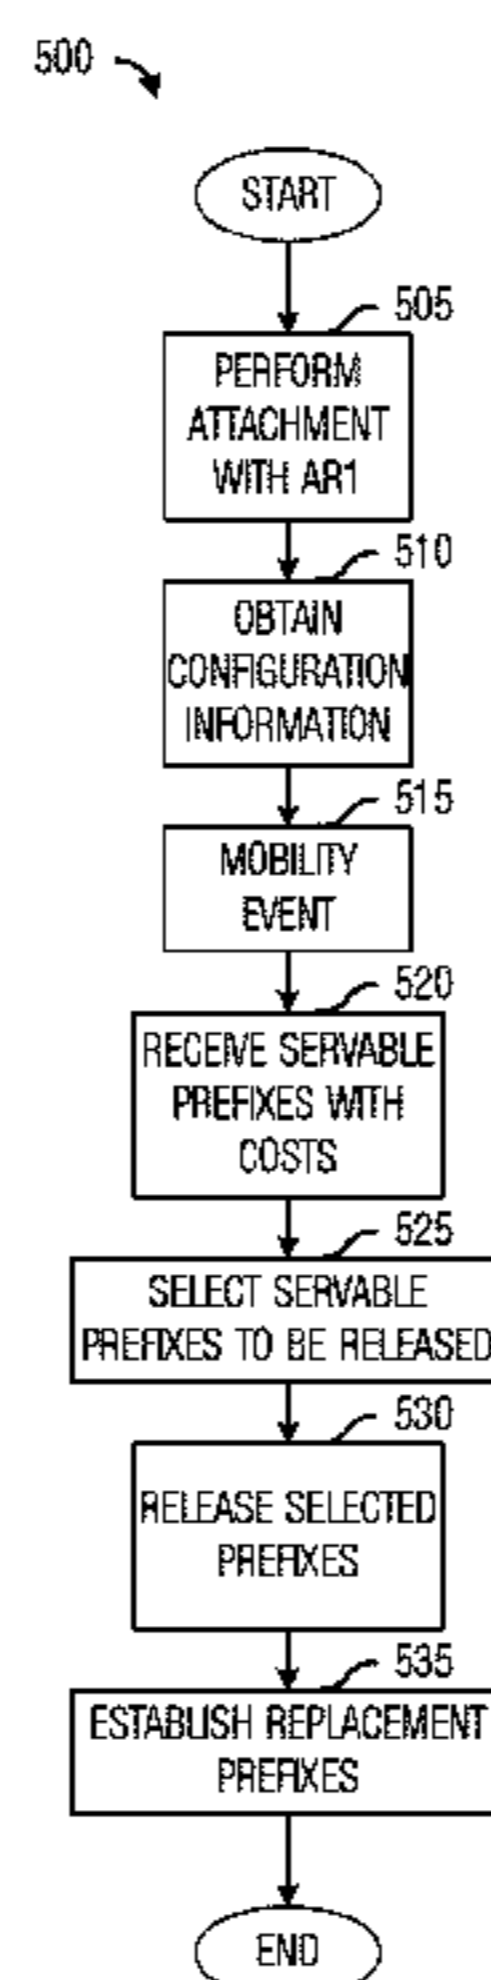 500
START
505
PERFORM
ATTACHMENT
WITH AR1
510
OBTAIN
CONFIGURATION
INFORMATION
515
MOBILITY
EVENT
520
RECEIVE SERVABLE
PREFIXES WITH
COSTS
525
SELECT SERVABLE
PREFIXES TO BE RELEASED
530
RELEASE SELECTED
PREFIXES
535
ESTABLISH REPLACEMENT
PREFIXES
END